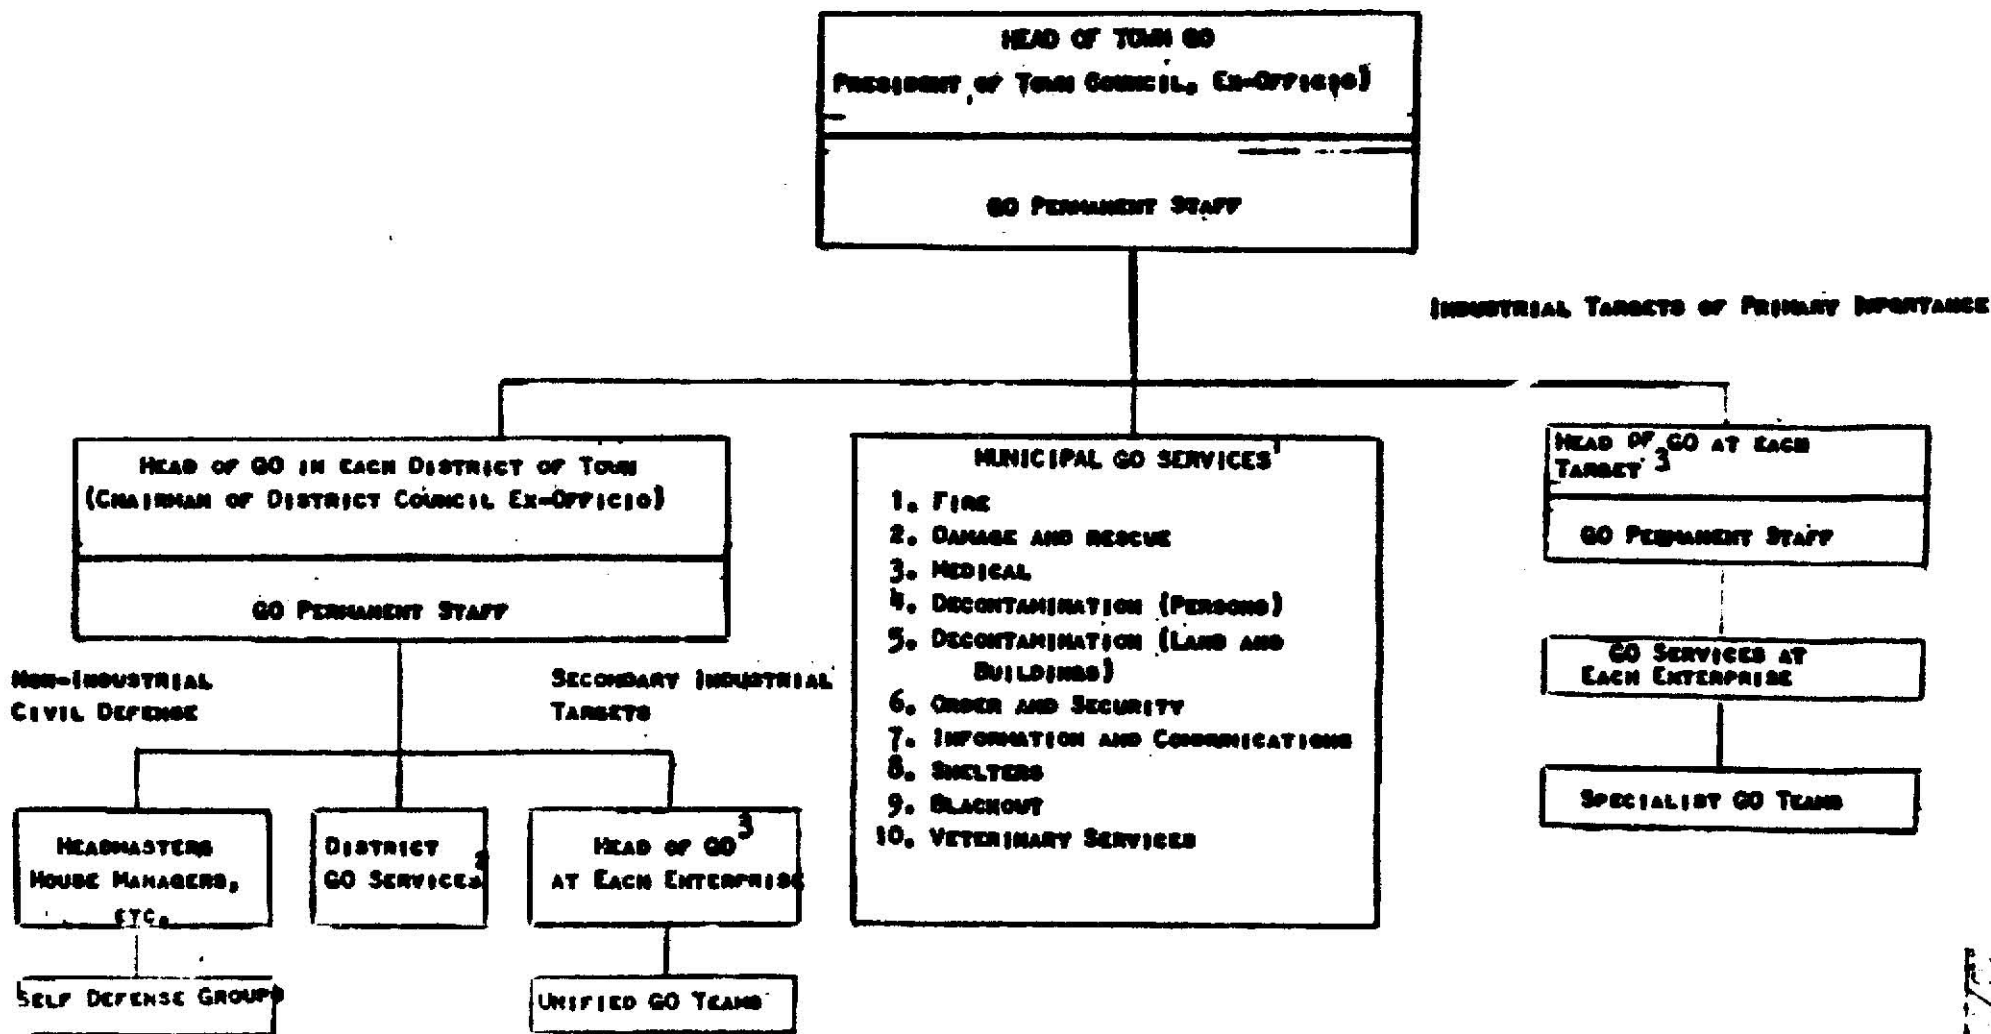 HEAD OF TOWN GO
PRESIDENT OF TOWN COUNCIL, EX-OFFICIO)
GO PERMANENT STAFF
INDUSTRIAL TARGETS OF PRIMARY IMPORTANCE
HEAD OF GO IN EACH DISTRICT OF TOWN
(CHAIRMAN OF DISTRICT COUNCIL EX-OFFICIO)
GO PERMANENT STAFF
MUNICIPAL GO SERVICES1
1. FIRE
2. DAMAGE AND RESCUE
3. MEDICAL
4. DECONTAMINATION (PERSONS)
5. DECONTAMINATION (LAND AND
BUILDINGS)
6. ORDER AND SECURITY
7. INFORMATION AND COMMUNICATIONS
8. SHELTERS
9. BLACKOUT
10. VETERINARY SERVICES
HEAD OF GO AT EACH
TARGET 3
GO PERMANENT STAFF
GO SERVICES AT
EACH ENTERPRISE
SPECIALIST GO TEAMS
NON-INDUSTRIAL
CIVIL DEFENSE
SECONDARY INDUSTRIAL
TARGETS
HEADMASTERS
HOUSE MANAGERS,
ETC.
SELF DEFENSE GROUPS
DISTRICT
GO SERVICES2
HEAD OF GO3
AT EACH ENTERPRISE
UNIFIED GO TEAMS